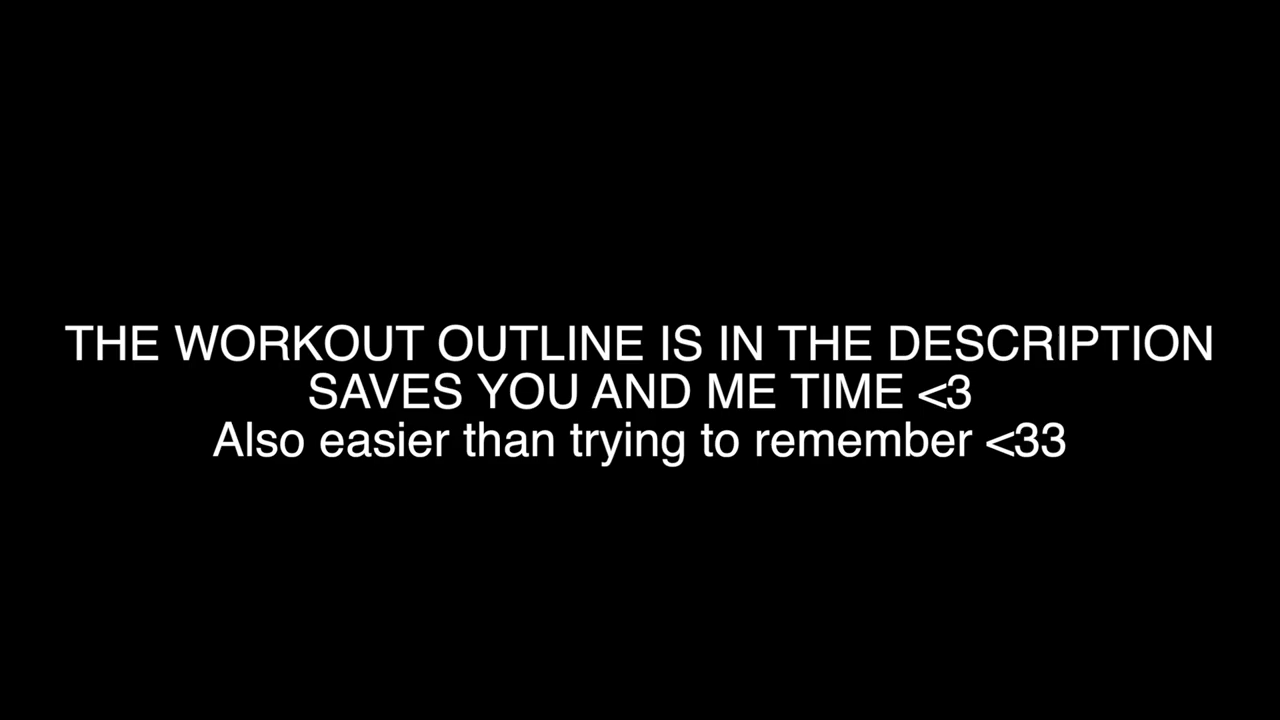 THE WORKOUT OUTLINE IS IN THE DESCRIPTION
SAVES YOU AND ME TIME <3
Also easier than trying to remember <33